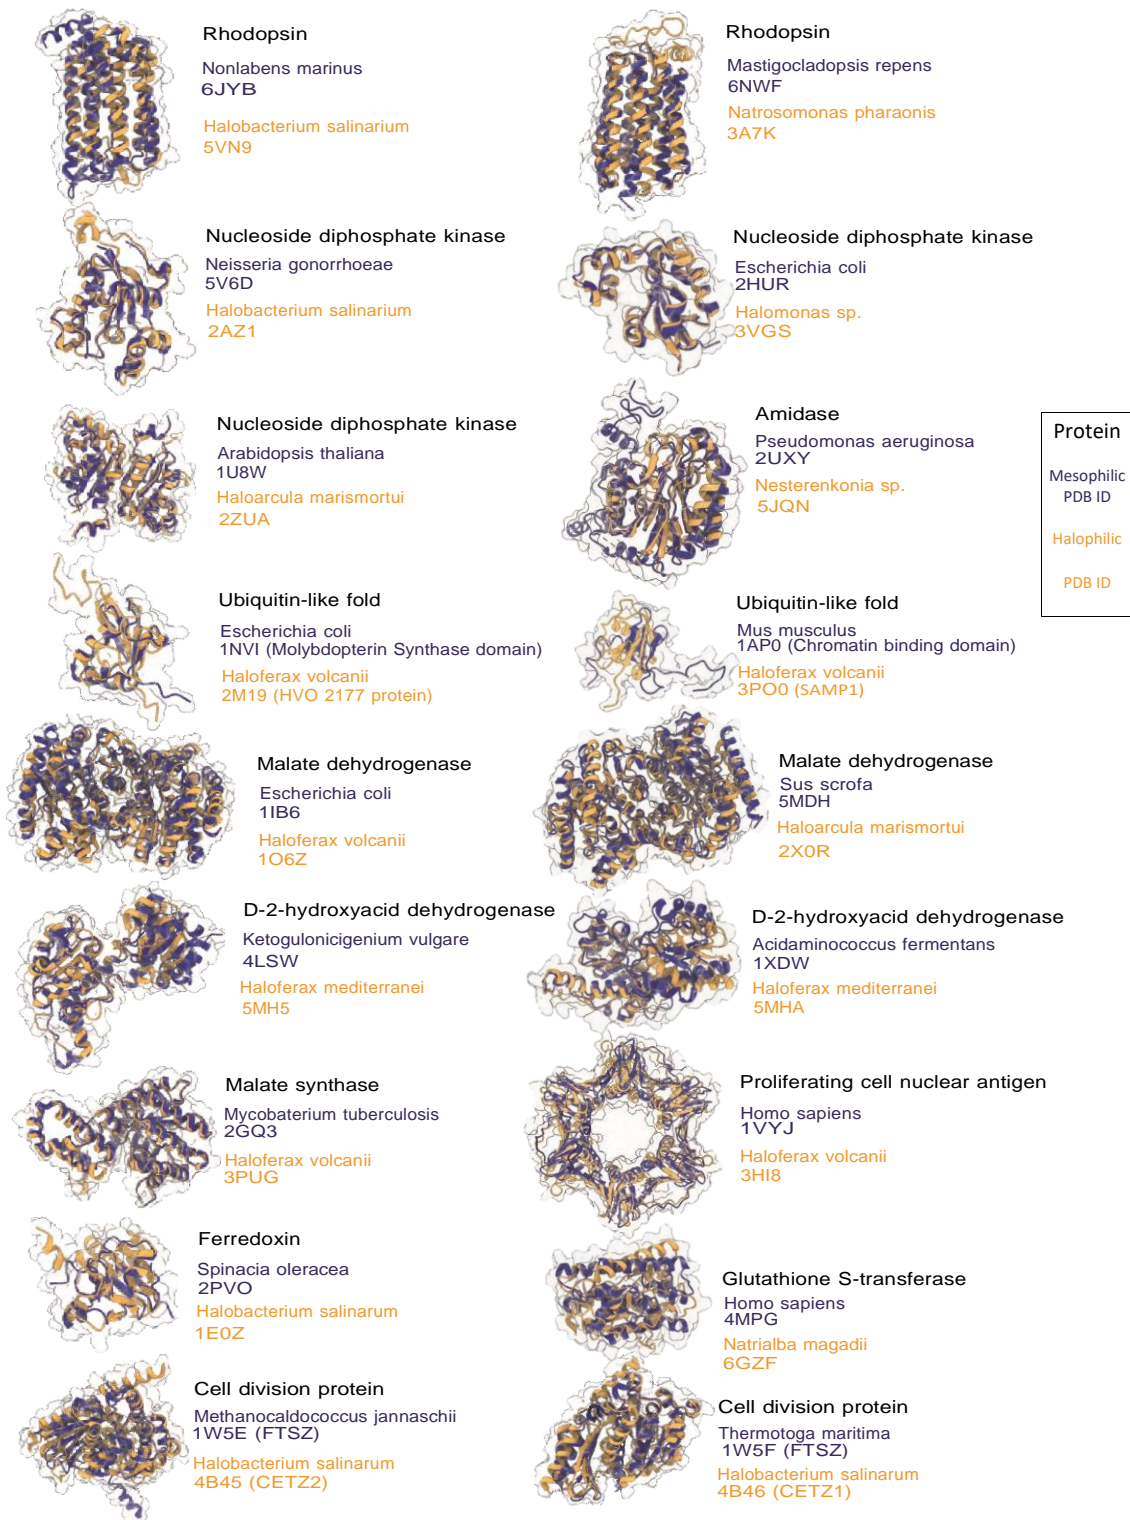 Rhodopsin
Nonlabens marinus
6JYB
Halobacterium salinarium
5VN9
Rhodopsin
Mastigocladopsis repens
6NWF
Natrosomonas pharaonis
3A7K
Nucleoside diphosphate kinase
Neisseria gonorrhoeae
5V6D
Halobacterium salinarium
2AZ1
Nucleoside diphosphate kinase
Escherichia coli
2HUR
Halomonas sp.
3VGS
Nucleoside diphosphate kinase
Arabidopsis thaliana
1U8W
Haloarcula marismortui
2ZUA
Amidase
Pseudomonas aeruginosa
2UXY
Nesterenkonia sp.
5JQN
Protein
Mesophilic
PDB ID
Halophilic
PDB ID
Ubiquitin-like fold
Escherichia coli
1NVI (Molybdopterin Synthase domain)
Haloferax volcanii
2M19 (HVO 2177 protein)
Ubiquitin-like fold
Mus musculus
1AP0 (Chromatin binding domain)
Haloferax volcanii
3PO0 (SAMP1)
Malate dehydrogenase
Escherichia coli
1IB6
Haloferax volcanii
1O6Z
Malate dehydrogenase
Sus scrofa
5MDH
Haloarcula marismortui
2X0R
D-2-hydroxyacid dehydrogenase
Ketogulonicigenium vulgare
4LSW
Haloferax mediterranei
5MH5
D-2-hydroxyacid dehydrogenase
Acidaminococcus fermentans
1XDW
Haloferax mediterranei
5MHA
Malate synthase
Mycobaterium tuberculosis
2GQ3
Haloferax volcanii
3PUG
Proliferating cell nuclear antigen
Homo sapiens
1VYJ
Haloferax volcanii
3HI8
Ferredoxin
Spinacia oleracea
2PVO
Halobacterium salinarum
1E0Z
Glutathione S-transferase
Homo sapiens
4MPG
Natrialba magadii
6GZF
Cell division protein
Methanocaldococcus jannaschii
1W5E (FTSZ)
Halobacterium salinarum
4B45 (CETZ2)
Cell division protein
Thermotoga maritima
1W5F (FTSZ)
Halobacterium salinarum
4B46 (CETZ1)